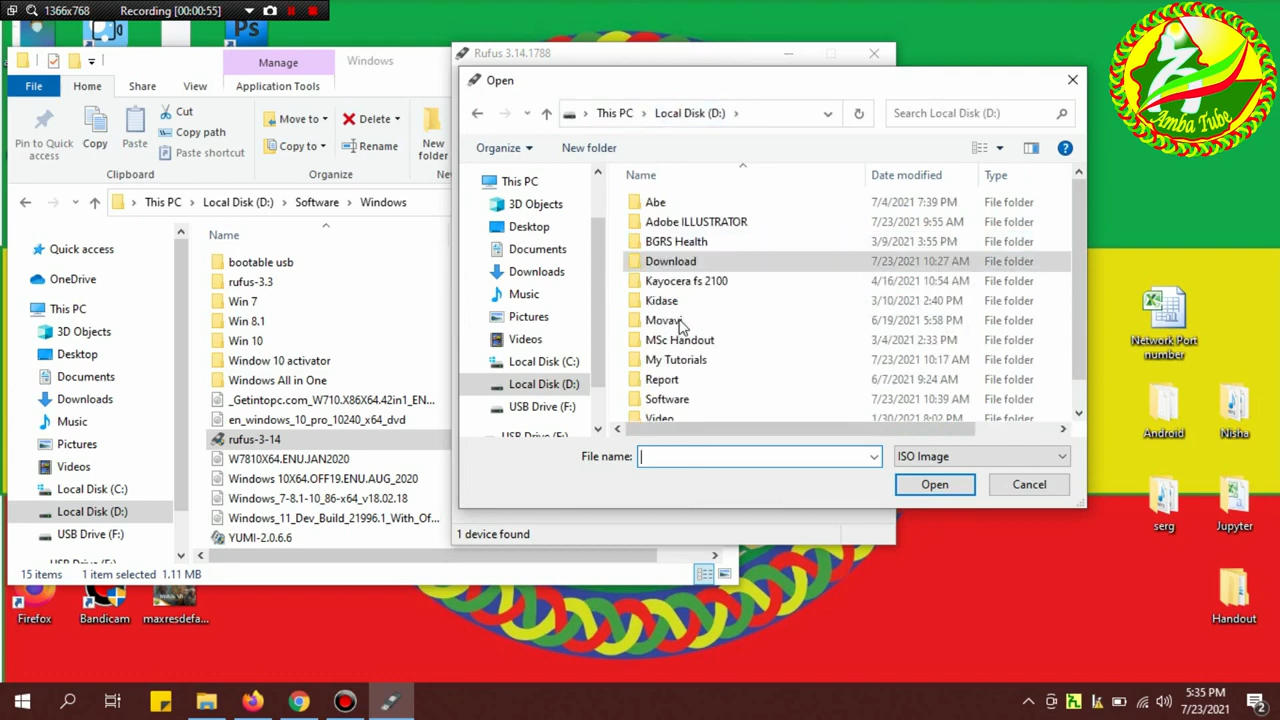 1366x768 Recording [00:00:55]
Ps
Manage Windows
File Home Share View Application Tools
Pin to Quick access
Copy
Paste
Cut
Copy path
Paste shortcut
Clipboard
Move to
Copy to
Delete
Rename
Organize
New folder
This PC Local Disk (D:) Software Windows
Quick access
OneDrive
This PC
3D Objects
Desktop
Documents
Downloads
Music
Pictures
Videos
Local Disk (C:)
Local Disk (D:)
USB Drive (F:)
Name
bootable usb
rufus-3.3
Win 7
Win 8.1
Win 10
Window 10 activator
Windows All in One
_Getintopc.com_W710.X86X64.42in1_EN...
en_windows_10_pro_10240_x64_dvd
rufus-3-14
W7810X64.ENU.JAN2020
Windows 10X64.OFF19.ENU.AUG_2020
Windows_7-8.1-10_86-x64_v18.02.18
Windows_11_Dev_Build_21996.1_With_Of...
YUMI-2.0.6.6
15 items 1 item selected 1.11 MB
Rufus 3.14.1788
Open
This PC Local Disk (D:)
Search Local Disk (D:)
Organize New folder
This PC
3D Objects
Desktop
Documents
Downloads
Music
Pictures
Videos
Local Disk (C:)
Local Disk (D:)
USB Drive (F:)
USB Drive (F:)
Name Date modified Type
Abe 7/4/2021 7:39 PM File folder
Adobe ILLUSTRATOR 7/23/2021 9:55 AM File folder
BGRS Health 3/9/2021 3:55 PM File folder
Download 7/23/2021 10:27 AM File folder
Kayocera fs 2100 4/16/2021 10:54 AM File folder
Kidase 3/10/2021 2:40 PM File folder
Movavi 6/19/2021 5:58 PM File folder
MSc Handout 3/4/2021 2:33 PM File folder
My Tutorials 7/23/2021 10:17 AM File folder
Report 6/7/2021 9:24 AM File folder
Software 7/23/2021 10:39 AM File folder
Video 1/30/2021 8:02 PM File folder
File name: ISO Image
Open Cancel
1 device found
Amba Tube
Network Port number
Android
Nisha
serg
Jupyter
Handout
Firefox
Bandicam
maxresdefa...
5:35 PM
7/23/2021
2